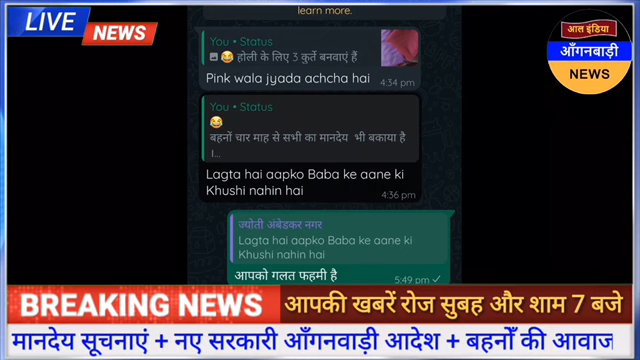 learn more.
LIVE
NEWS
आल इंडिया
आँगनबाड़ी
NEWS
You • Status
😂 होली के लिए 3 कुर्ते बनवाएं हैं
Pink wala jyada achcha hai
4:34 pm
You • Status
😂
बहनों चार माह से सभी का मानदेय भी बकाया है
।...
Lagta hai aapko Baba ke aane ki
Khushi nahin hai
4:36 pm
ज्योती अंबेडकर नगर
Lagta hai aapko Baba ke aane ki
Khushi nahin hai
आपको गलत फहमी है
5:49 pm
BREAKING NEWS
आपकी खबरें रोज सुबह और शाम 7 बजे
मानदेय सूचनाएं + नए सरकारी आँगनवाड़ी आदेश + बहनोँ की आवाज